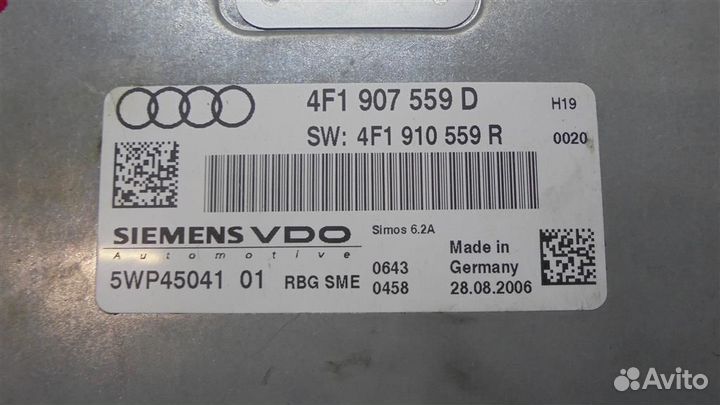 4F1 907 559 D H19
SW: 4F1 910 559 R 0020
SIEMENS VDO Simos 6.2A
Automotive
5WP45041 01 RBG SME 0643 Made in
0458 Germany
28.08.2006
Avito